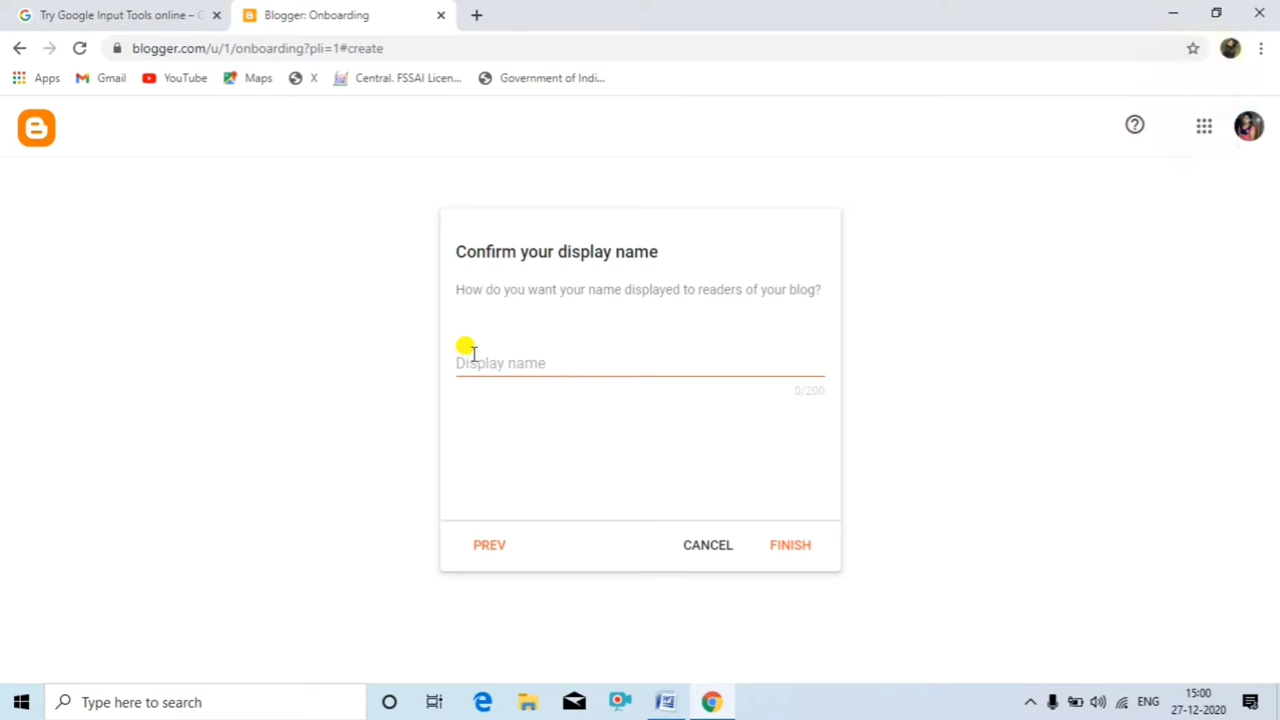 Try Google Input Tools online – G
Blogger: Onboarding
blogger.com/u/1/onboarding?pli=1#create
Apps
Gmail
YouTube
Maps
X
Central. FSSAI Licen...
Government of Indi...
Confirm your display name
How do you want your name displayed to readers of your blog?
Display name
0/200
PREV
CANCEL
FINISH
Type here to search
ENG
15:00
27-12-2020